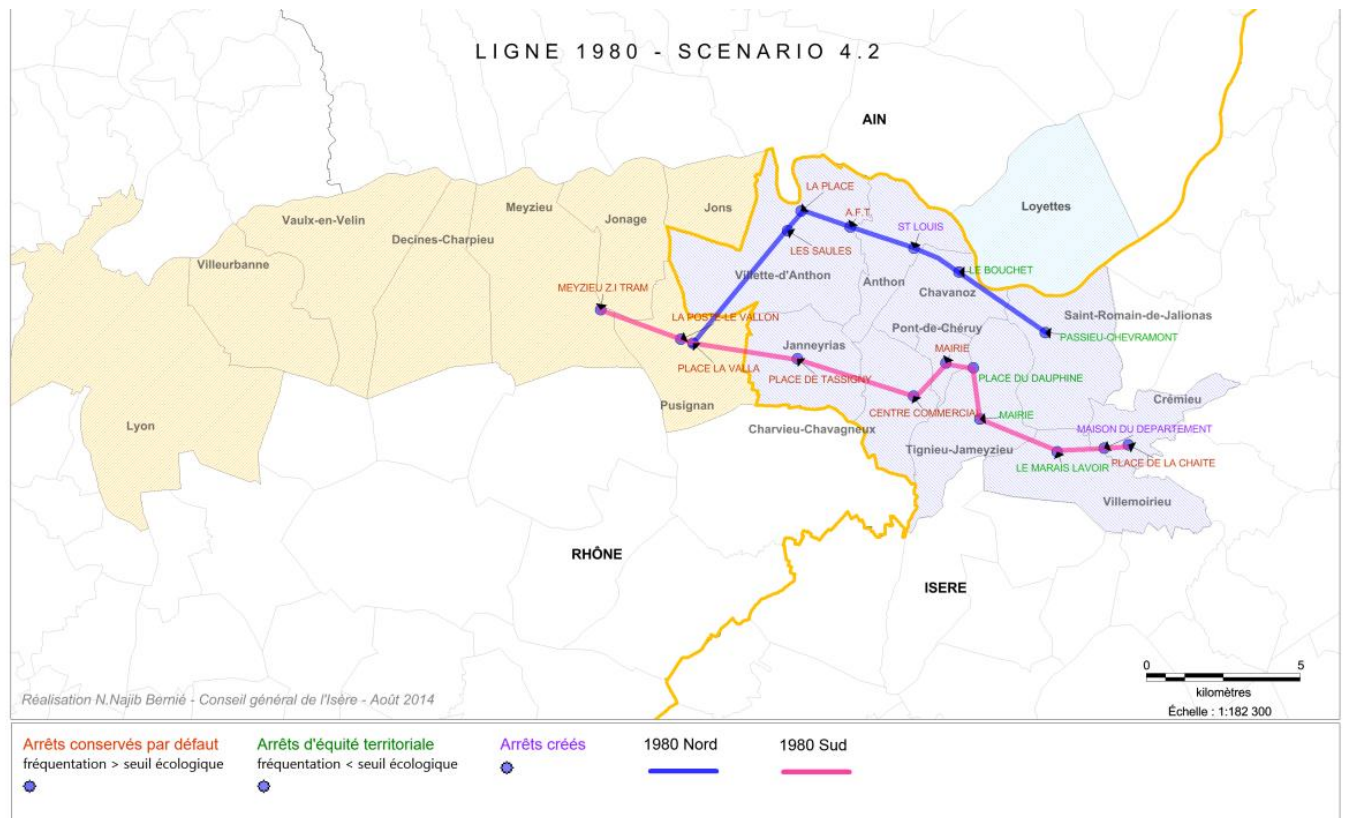 LIGNE 1980 - SCENARIO 4.2
AIN
LA PLACE
Jons
Loyettes
Meyzieu
A.F.T.
Vaulx-en-Velin
Jonage
ST LOUIS
Decines-Charpieu
LES SAULES
Villeurbanne
LE BOUCHET
Villette-d'Anthon
Anthon
Chavanoz
MEYZIEU Z.I TRAM
LA POSTE-LE VALLON
Saint-Romain-de-Jalionas
Pont-de-Chéruy
PASSIEU-CHEVRAMONT
Janneyrias
MAIRIE
PLACE LA VALLA
PLACE DE TASSIGNY
PLACE DU DAUPHINE
Crémieu
Pusignan
CENTRE COMMERCIA
MAIRIE
Lyon
Charvieu-Chavagneux
MAISON DU DEPARTEMENT
Tignieu-Jameyzieu
LE MARAIS LAVOIR
PLACE DE LA CHAITE
Villemoirieu
RHÔNE
ISERE
0 5
kilomètres
Échelle : 1:182 300
Réalisation N.Najib Bernié - Conseil général de l'Isère - Août 2014
Arrêts conservés par défaut
fréquentation > seuil écologique
Arrêts d'équité territoriale
fréquentation < seuil écologique
Arrêts créés
1980 Nord
1980 Sud